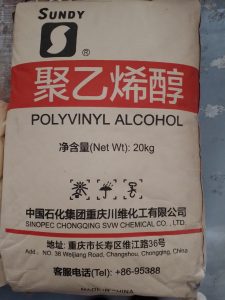 SUNDY
S
®
聚乙烯醇
POLYVINYL ALCOHOL
净含量(Net Wt): 20kg
中国石化集团重庆川维化工有限公司
SINOPEC CHONGQING SVW CHEMICAL CO., LTD.
地址: 重庆市长寿区维江路36号
Add.: NO. 36 Weijiang Road, Changshou, Chongqing, China
客服电话(Tel): +86-95388
MADE IN CHINA